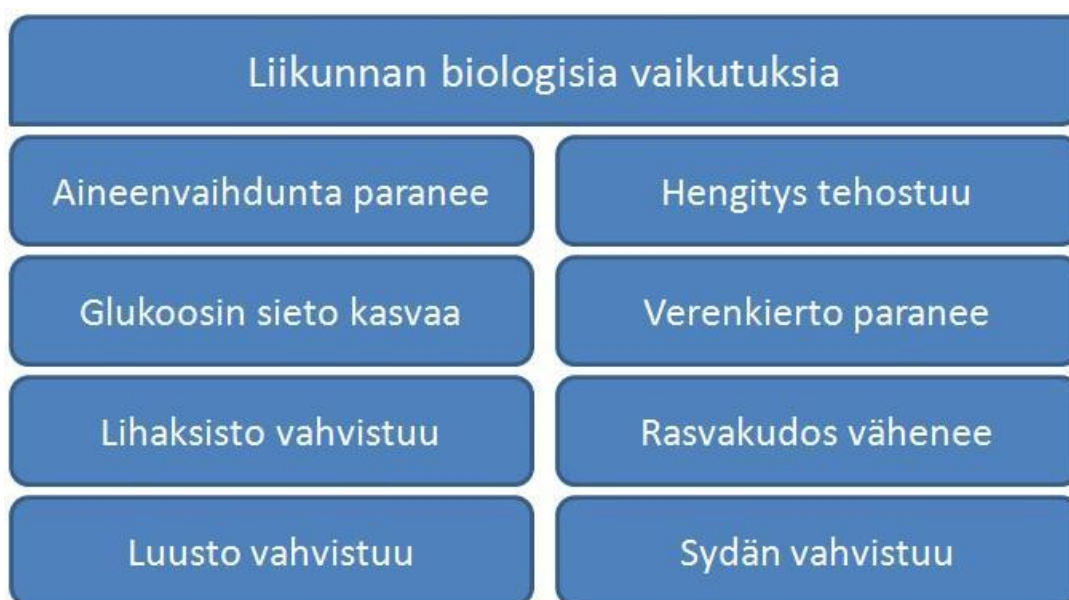 Liikunnan biologisia vaikutuksia
Aineenvaihdunta paranee
Hengitys tehostuu
Glukoosin sieto kasvaa
Verenkierto paranee
Lihaksisto vahvistuu
Rasvakudos vähenee
Luusto vahvistuu
Sydän vahvistuu